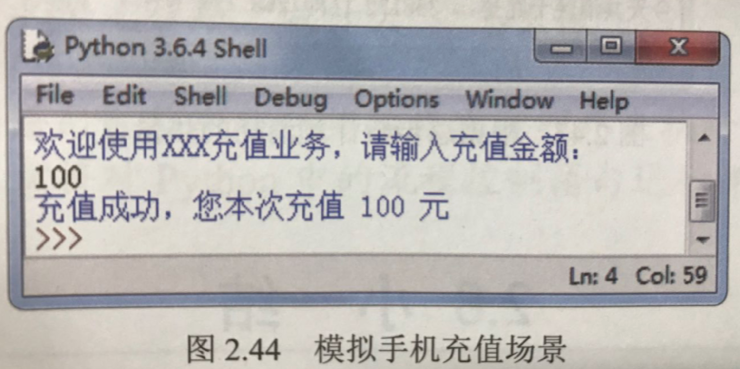 Python 3.6.4 Shell
File Edit Shell Debug Options Window Help
欢迎使用XXX充值业务，请输入充值金额：
100
充值成功，您本次充值 100 元
>>>
Ln: 4 Col: 59
图 2.44 模拟手机充值场景